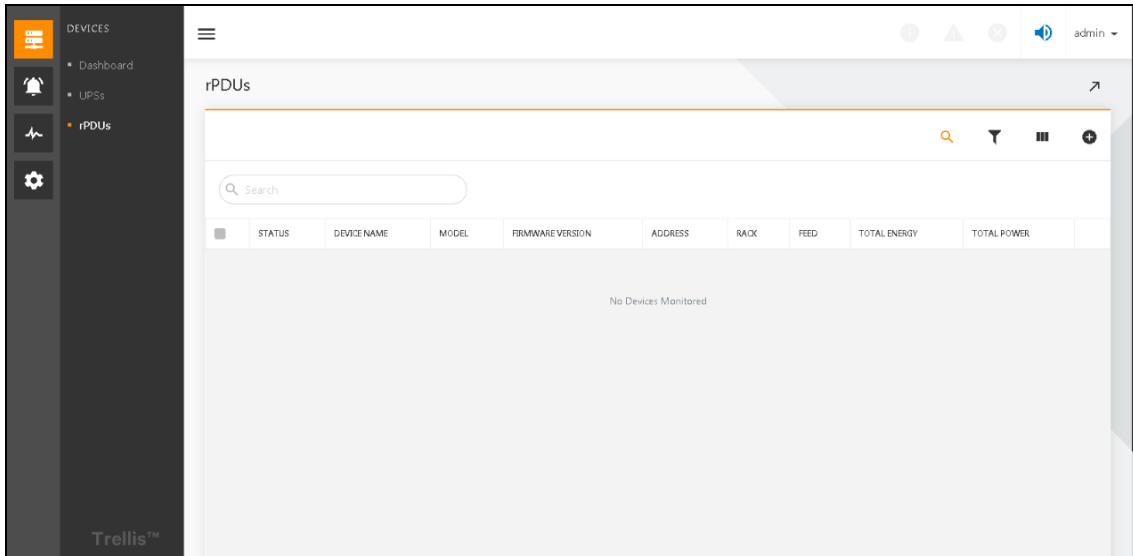 DEVICES
Dashboard
UPSs
rPDUs
Trellis™
admin
rPDUs
Search
STATUS DEVICE NAME MODEL FIRMWARE VERSION ADDRESS RACK FEED TOTAL ENERGY TOTAL POWER
No Devices Monitored